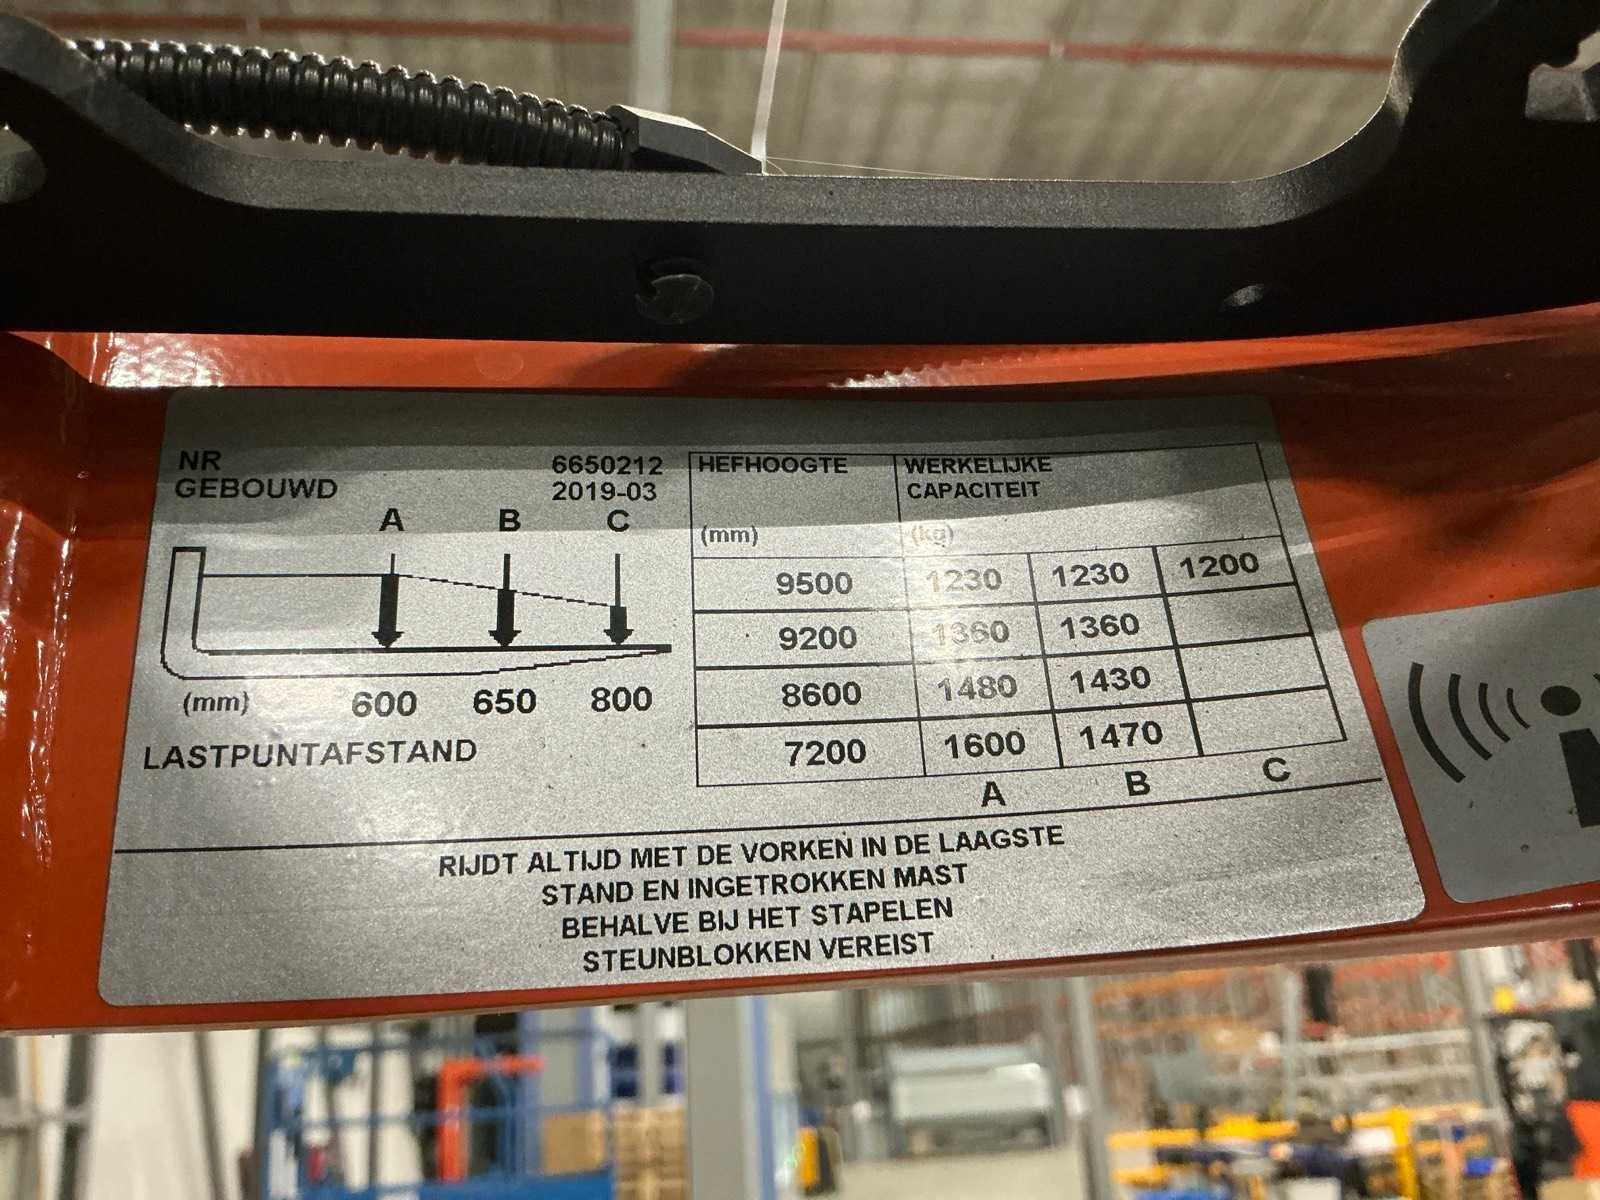 NR 6650212
GEBOUWD 2019-03
A B C
(mm) 600 650 800
LASTPUNTAFSTAND
HEFHOOGTE WERKELIJKE
CAPACITEIT
(mm) (kg)
9500 1230 1230 1200
9200 1360 1360
8600 1480 1430
7200 1600 1470
A B C
RIJDT ALTIJD MET DE VORKEN IN DE LAAGSTE
STAND EN INGETROKKEN MAST
BEHALVE BIJ HET STAPELEN
STEUNBLOKKEN VEREIST